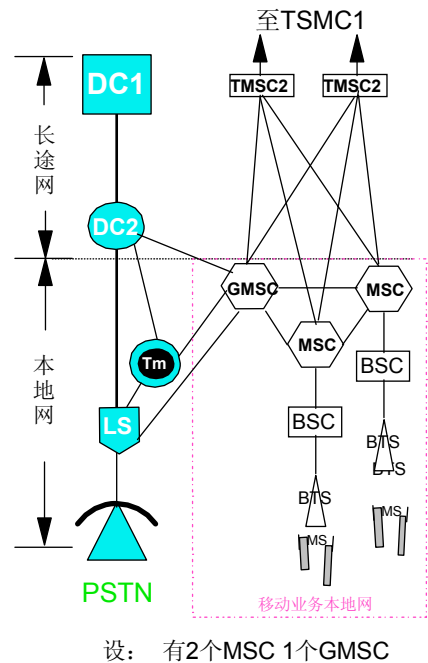 至TSMC1
DC1
TMSC2
TMSC2
长途网
DC2
GMSC
MSC
MSC
本地网
Tm
BSC
LS
BSC
BTS
BTS
BTS
MS
MS
PSTN
移动业务本地网
设： 有2个MSC 1个GMSC